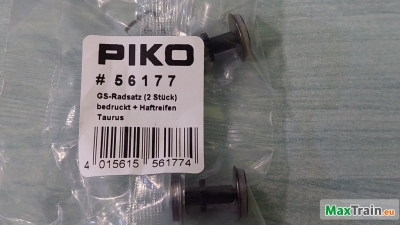 PIKO
# 56177
GS-Radsatz (2 Stück)
bedruckt + Haftreifen
Taurus
4 015615 561774
MaxTrain.eu